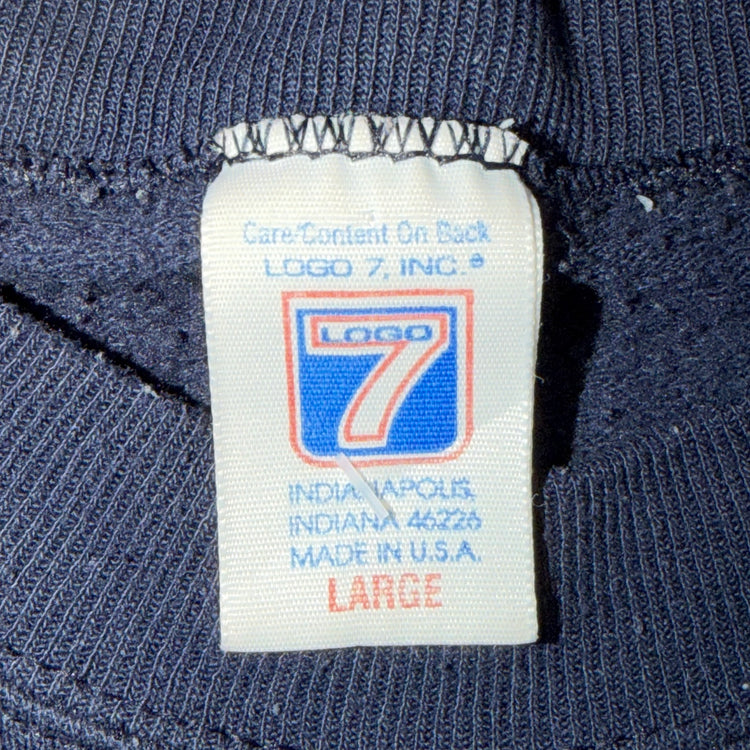 Care/Content On Back
LOGO 7, INC.®
LOGO
7
INDIANAPOLIS,
INDIANA 46226
MADE IN U.S.A.
LARGE